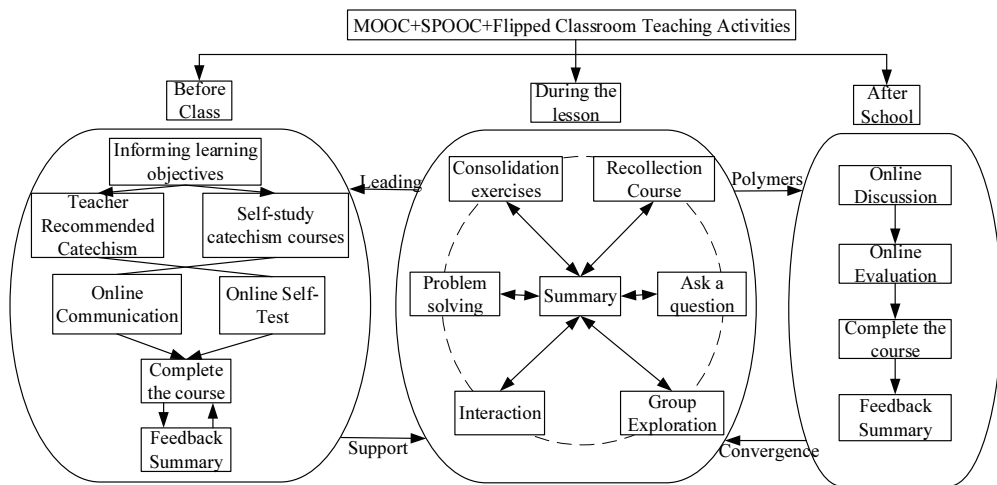 MOOC+SPOOC+Flipped Classroom Teaching Activities
Before
Class
During the
lesson
After
School
Informing learning
objectives
Teacher
Recommended
Catechism
Self-study
catechism courses
Online
Communication
Online Self-
Test
Complete
the course
Feedback
Summary
Leading
Support
Consolidation
exercises
Recollection
Course
Problem
solving
Summary
Ask a
question
Interaction
Group
Exploration
Polymers
Convergence
Online
Discussion
Online
Evaluation
Complete the
course
Feedback
Summary